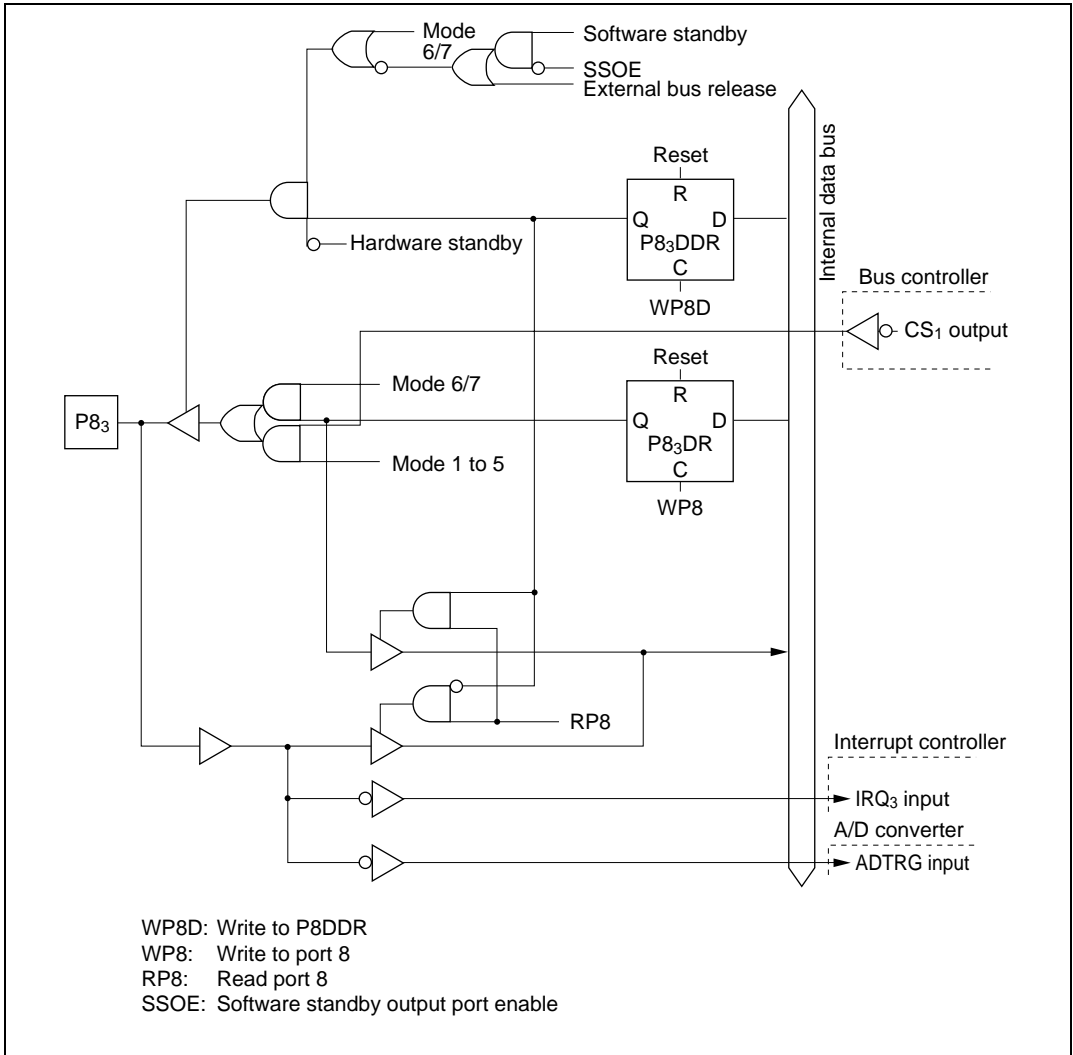 Mode
6/7
Software standby
SSOE
External bus release
Internal data bus
Reset
R
Q D
P8₃DDR
C
WP8D
Hardware standby
Bus controller
CS₁ output
Reset
R
Q D
P8₃DR
C
WP8
Mode 6/7
P8₃
Mode 1 to 5
RP8
Interrupt controller
IRQ₃ input
A/D converter
ADTRG input
WP8D: Write to P8DDR
WP8: Write to port 8
RP8: Read port 8
SSOE: Software standby output port enable